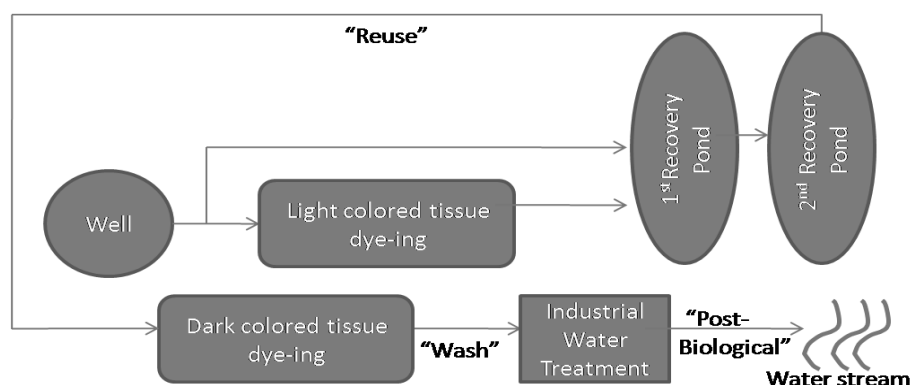 “Reuse”
Well
Light colored tissue
dye-ing
1st Recovery
Pond
2nd Recovery
Pond
Dark colored tissue
dye-ing
“Wash”
Industrial
Water
Treatment
“Post-
Biological”
Water stream